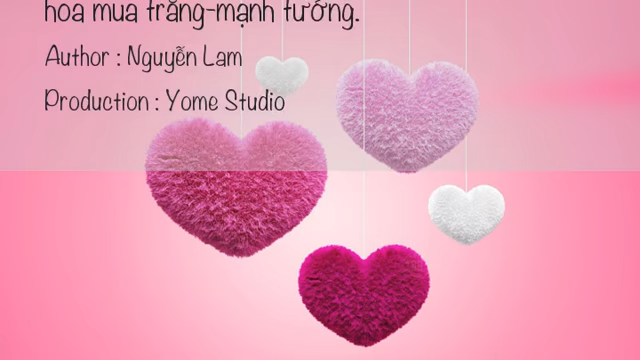 hoa mua trắng-mạnh tướng.
Author : Nguyễn Lam
Production : Yome Studio